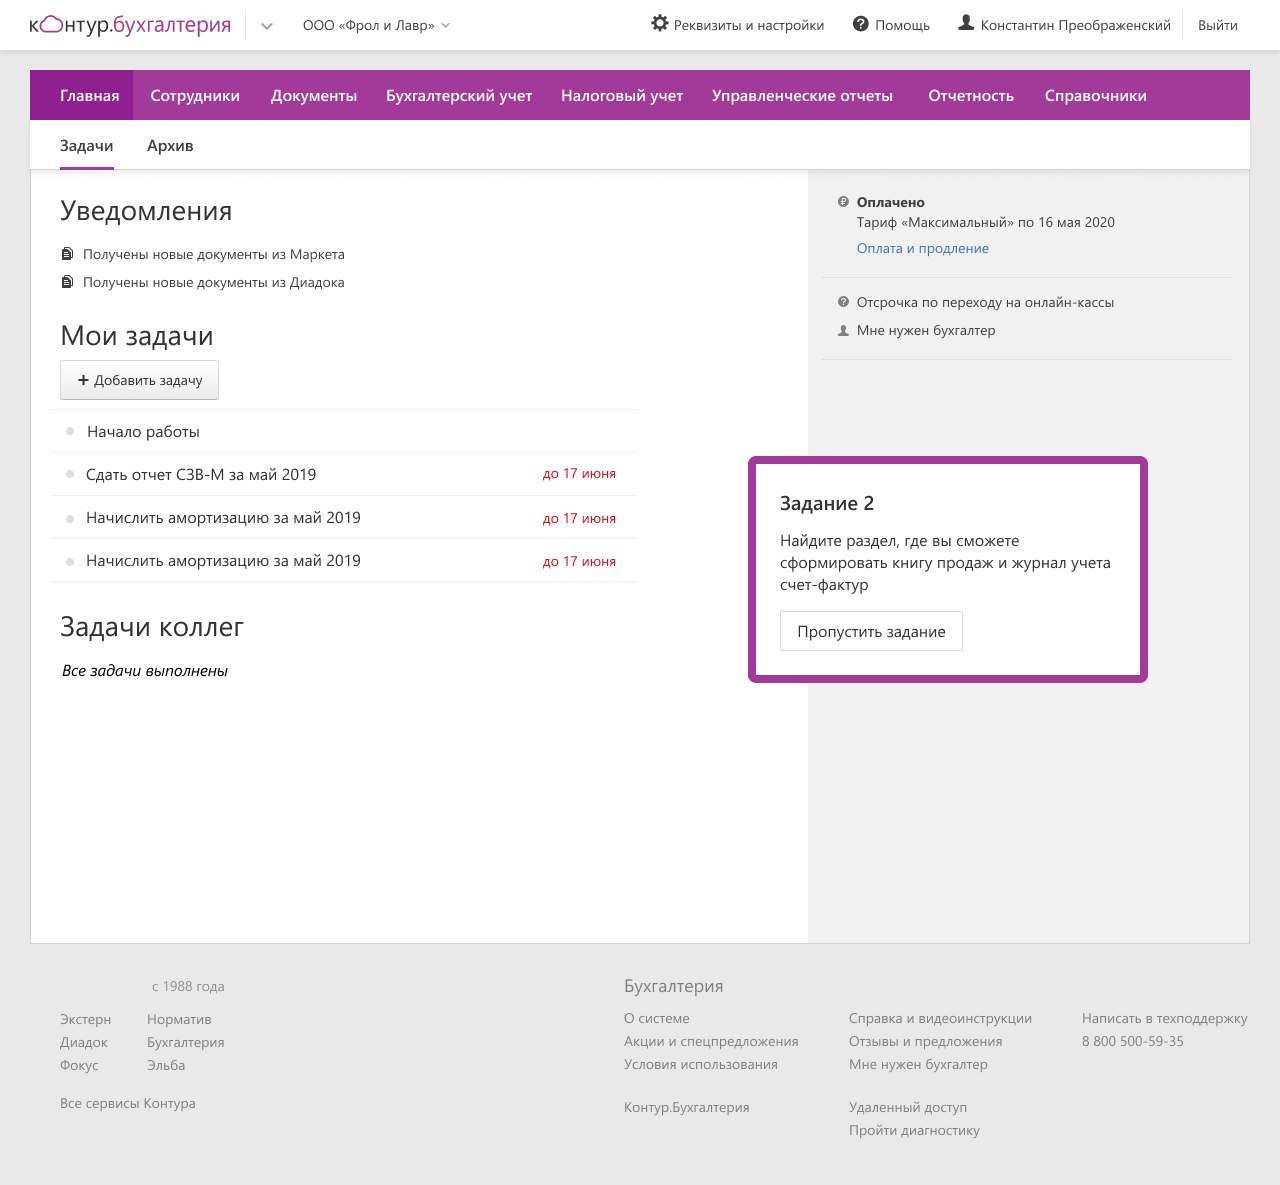 контур.бухгалтерия
ООО «Фрол и Лавр»
Реквизиты и настройки
Помощь
Константин Преображенский
Выйти
Главная
Сотрудники
Документы
Бухгалтерский учет
Налоговый учет
Управленческие отчеты
Отчетность
Справочники
Задачи
Архив
Уведомления
Получены новые документы из Маркета
Получены новые документы из Диадока
Мои задачи
Добавить задачу
Начало работы
Сдать отчет СЗВ-М за май 2019
до 17 июня
Начислить амортизацию за май 2019
до 17 июня
Начислить амортизацию за май 2019
до 17 июня
Задачи коллег
Все задачи выполнены
Оплачено
Тариф «Максимальный» по 16 мая 2020
Оплата и продление
Отсрочка по переходу на онлайн-кассы
Мне нужен бухгалтер
Задание 2
Найдите раздел, где вы сможете
сформировать книгу продаж и журнал учета
счет-фактур
Пропустить задание
с 1988 года
Экстерн
Норматив
Диадок
Бухгалтерия
Фокус
Эльба
Все сервисы Контура
Бухгалтерия
О системе
Акции и спецпредложения
Условия использования
Контур.Бухгалтерия
Справка и видеоинструкции
Отзывы и предложения
Мне нужен бухгалтер
Удаленный доступ
Пройти диагностику
Написать в техподдержку
8 800 500-59-35